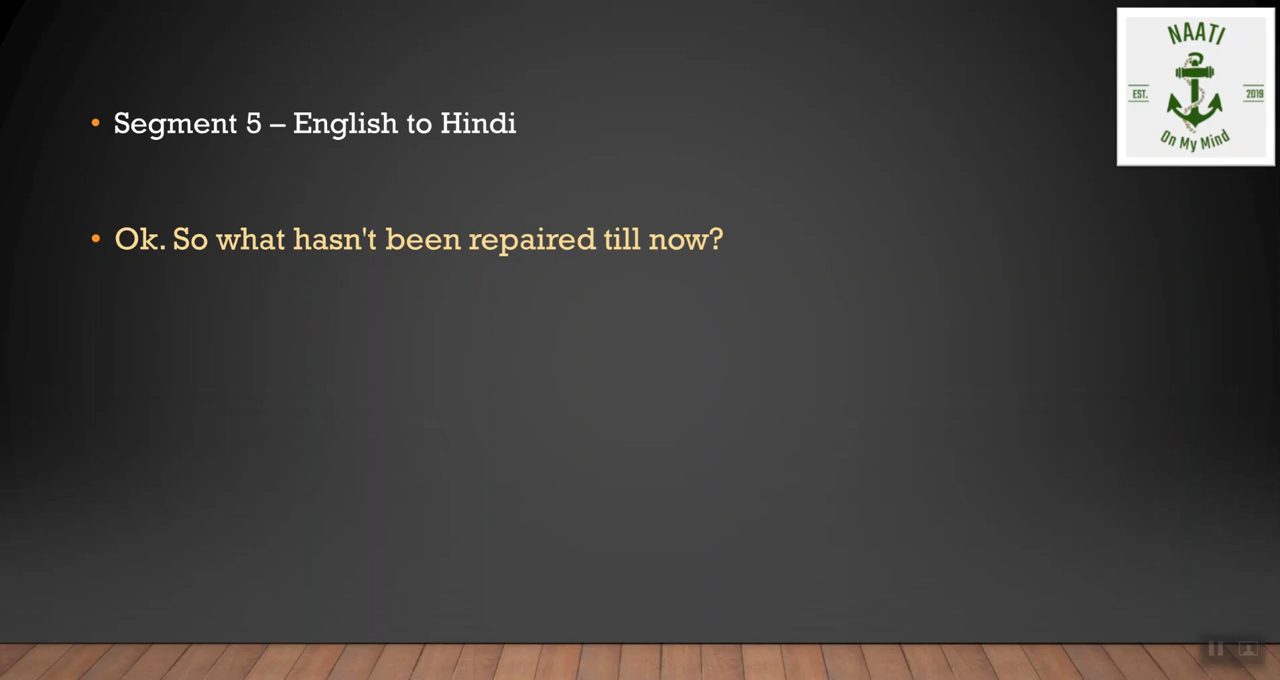 NAATI
EST. 2019
On My Mind
Segment 5 – English to Hindi
Ok. So what hasn't been repaired till now?